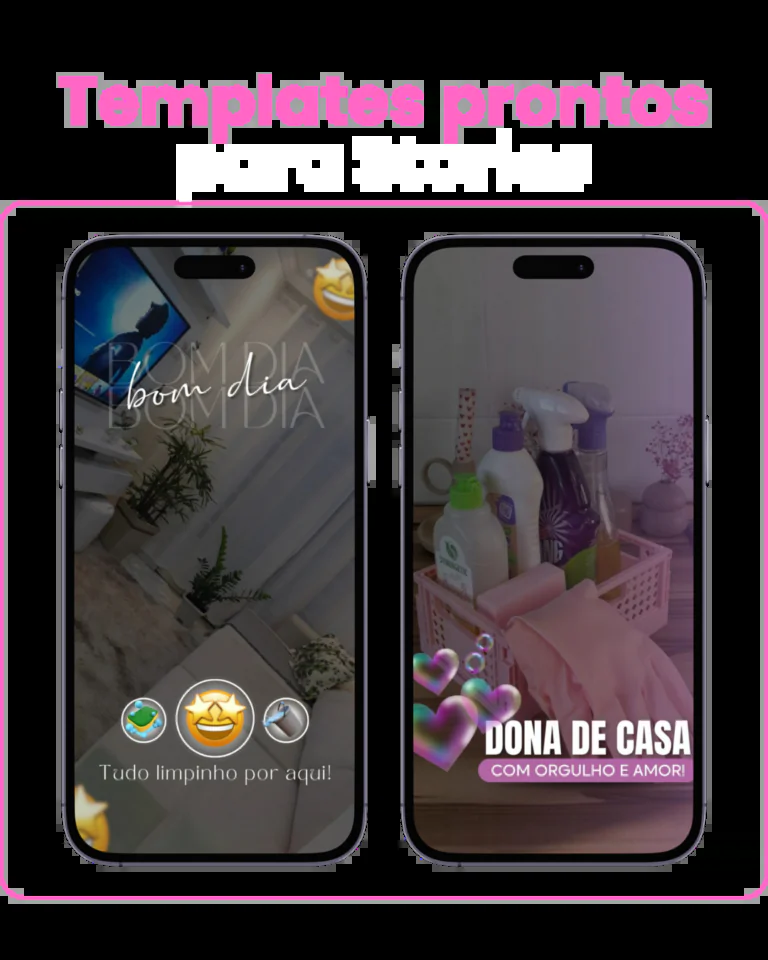 Templates prontos
para Stories
BOM DIA
bom dia
BOM DIA
Tudo limpinho por aqui!
DONA DE CASA
COM ORGULHO E AMOR!